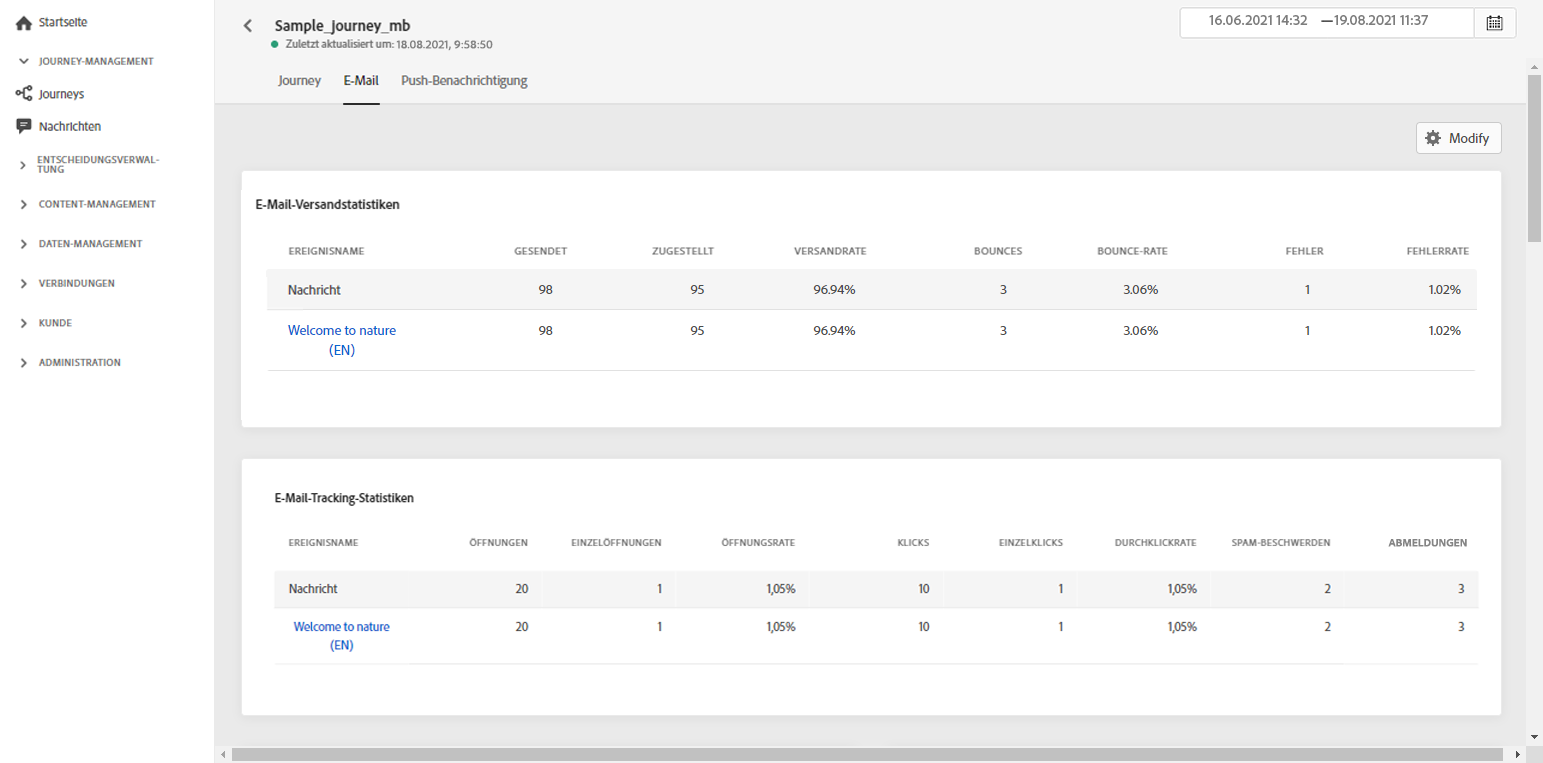 Startseite
JOURNEY-MANAGEMENT
Journeys
Nachrichten
ENTSCHEIDUNGSVERWAL-
TUNG
CONTENT-MANAGEMENT
DATEN-MANAGEMENT
VERBINDUNGEN
KUNDE
ADMINISTRATION
Sample_journey_mb
Zuletzt aktualisiert um: 18.08.2021, 9:58:50
16.06.2021 14:32 —19.08.2021 11:37
Journey E-Mail Push-Benachrichtigung
Modify
E-Mail-Versandstatistiken
EREIGNISNAME GESENDET ZUGESTELLT VERSANDRATE BOUNCES BOUNCE-RATE FEHLER FEHLERRATE
Nachricht 98 95 96.94% 3 3.06% 1 1.02%
Welcome to nature 98 95 96.94% 3 3.06% 1 1.02%
(EN)
E-Mail-Tracking-Statistiken
EREIGNISNAME ÖFFNUNGEN EINZELÖFFNUNGEN ÖFFNUNGSRATE KLICKS EINZELKLICKS DURCHKLICKRATE SPAM-BESCHWERDEN ABMELDUNGEN
Nachricht 20 1 1,05% 10 1 1,05% 2 3
Welcome to nature 20 1 1,05% 10 1 1,05% 2 3
(EN)